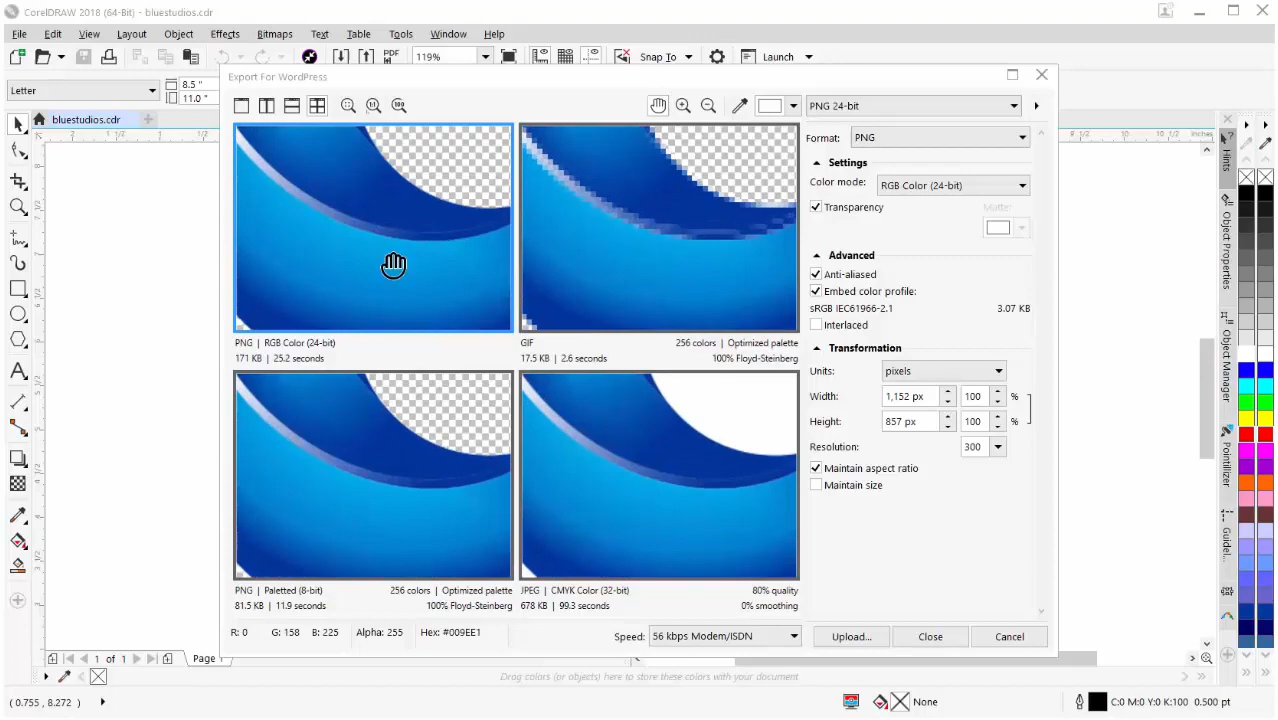 CorelDRAW 2018 (64-Bit) - bluestudios.cdr
File Edit View Layout Object Effects Bitmaps Text Table Tools Window Help
PDF 119% Snap To Launch
Letter 8.5 " 11.0 "
bluestudios.cdr
Export For WordPress
PNG 24-bit
Format: PNG
Settings
Color mode: RGB Color (24-bit)
Transparency Matte:
Advanced
Anti-aliased
Embed color profile:
sRGB IEC61966-2.1 3.07 KB
Interlaced
Transformation
Units: pixels
Width: 1,152 px 100 %
Height: 857 px 100 %
Resolution: 300
Maintain aspect ratio
Maintain size
PNG | RGB Color (24-bit)
171 KB | 25.2 seconds
GIF 256 colors | Optimized palette
17.5 KB | 2.6 seconds 100% Floyd-Steinberg
PNG | Paletted (8-bit) 256 colors | Optimized palette
81.5 KB | 11.9 seconds 100% Floyd-Steinberg
JPEG | CMYK Color (32-bit) 80% quality
678 KB | 99.3 seconds 0% smoothing
R: 0 G: 158 B: 225 Alpha: 255 Hex: #009EE1
Speed: 56 kbps Modem/ISDN Upload... Close Cancel
inches
Hints
Object Properties
Object Manager
Pointillizer
Guidel...
1 of 1 Page 1
Drag colors (or objects) here to store these colors with your document
( 0.755 , 8.272 ) None C:0 M:0 Y:0 K:100 0.500 pt